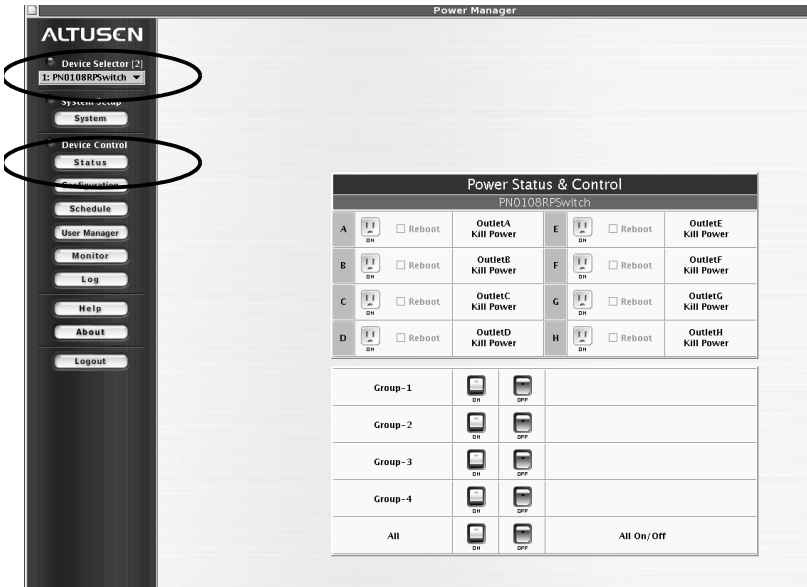 Power Manager
ALTUSEN
Device Selector [2]
1: PN0108RPSwitch
System Setup
System
Device Control
Status
Configuration
Schedule
User Manager
Monitor
Log
Help
About
Logout
Power Status & Control
PN0108RPSwitch
A ON Reboot OutletA Kill Power E ON Reboot OutletE Kill Power
B ON Reboot OutletB Kill Power F ON Reboot OutletF Kill Power
C ON Reboot OutletC Kill Power G ON Reboot OutletG Kill Power
D ON Reboot OutletD Kill Power H ON Reboot OutletH Kill Power
Group-1 ON OFF
Group-2 ON OFF
Group-3 ON OFF
Group-4 ON OFF
All ON OFF All On/Off